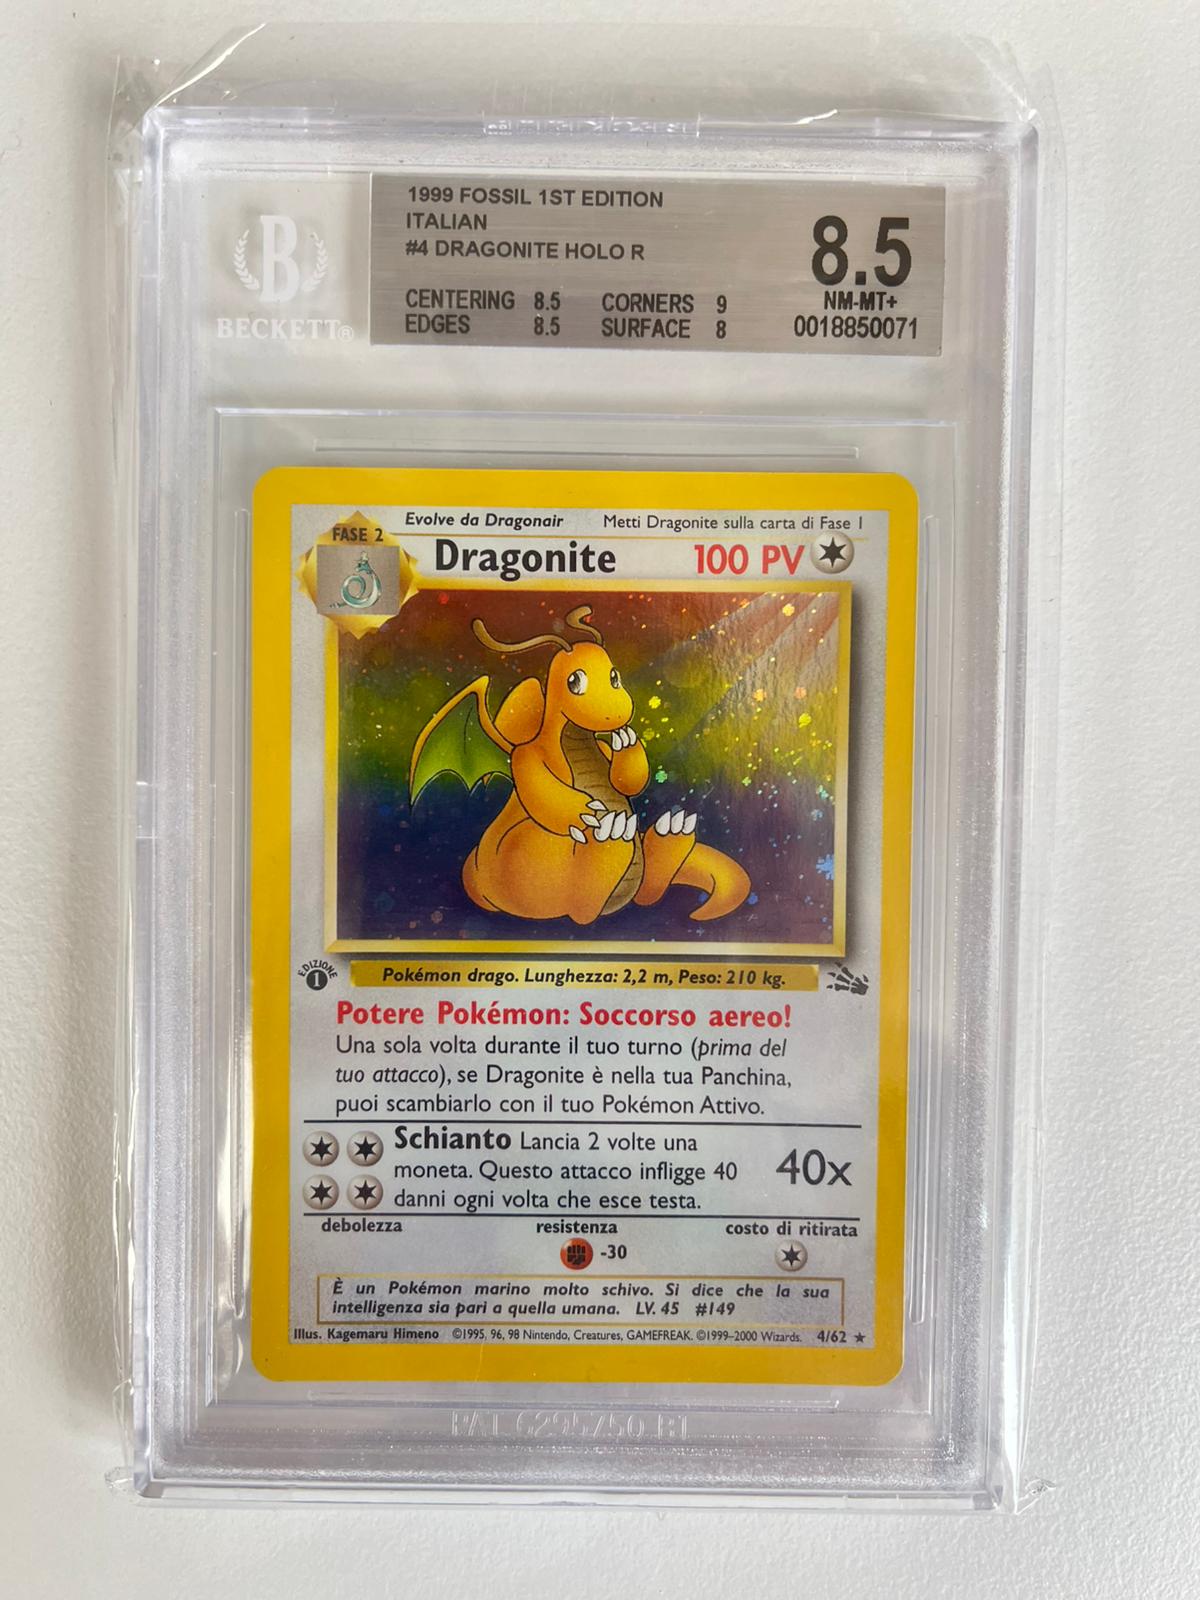 1999 FOSSIL 1ST EDITION
ITALIAN
#4 DRAGONITE HOLO R
CENTERING 8.5 CORNERS 9
EDGES 8.5 SURFACE 8
8.5
NM-MT+
0018850071
B
BECKETT®
Evolve da Dragonair Metti Dragonite sulla carta di Fase 1
FASE 2
Dragonite 100 PV
EDIZIONE
1
Pokémon drago. Lunghezza: 2,2 m, Peso: 210 kg.
Potere Pokémon: Soccorso aereo!
Una sola volta durante il tuo turno (prima del
tuo attacco), se Dragonite è nella tua Panchina,
puoi scambiarlo con il tuo Pokémon Attivo.
Schianto Lancia 2 volte una
moneta. Questo attacco infligge 40
danni ogni volta che esce testa.
40x
debolezza resistenza costo di ritirata
-30
È un Pokémon marino molto schivo. Si dice che la sua
intelligenza sia pari a quella umana. LV. 45 #149
Illus. Kagemaru Himeno ©1995, 96, 98 Nintendo, Creatures, GAMEFREAK. ©1999–2000 Wizards. 4/62 ★